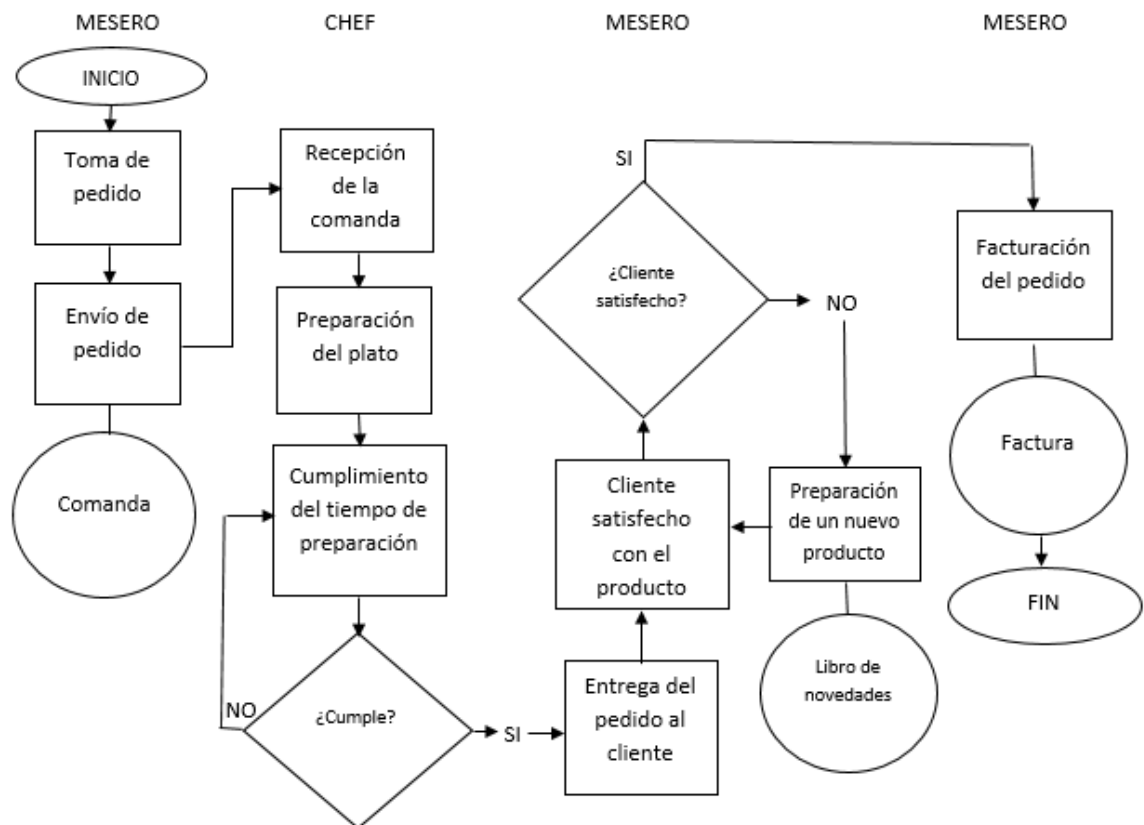 MESERO
CHEF
MESERO
MESERO
INICIO
Toma de
pedido
Envío de
pedido
Comanda
Recepción
de la
comanda
Preparación
del plato
Cumplimiento
del tiempo de
preparación
¿Cumple?
NO
SI
Entrega del
pedido al
cliente
Cliente
satisfecho
con el
producto
¿Cliente
satisfecho?
SI
NO
Preparación
de un nuevo
producto
Libro de
novedades
Facturación
del pedido
Factura
FIN